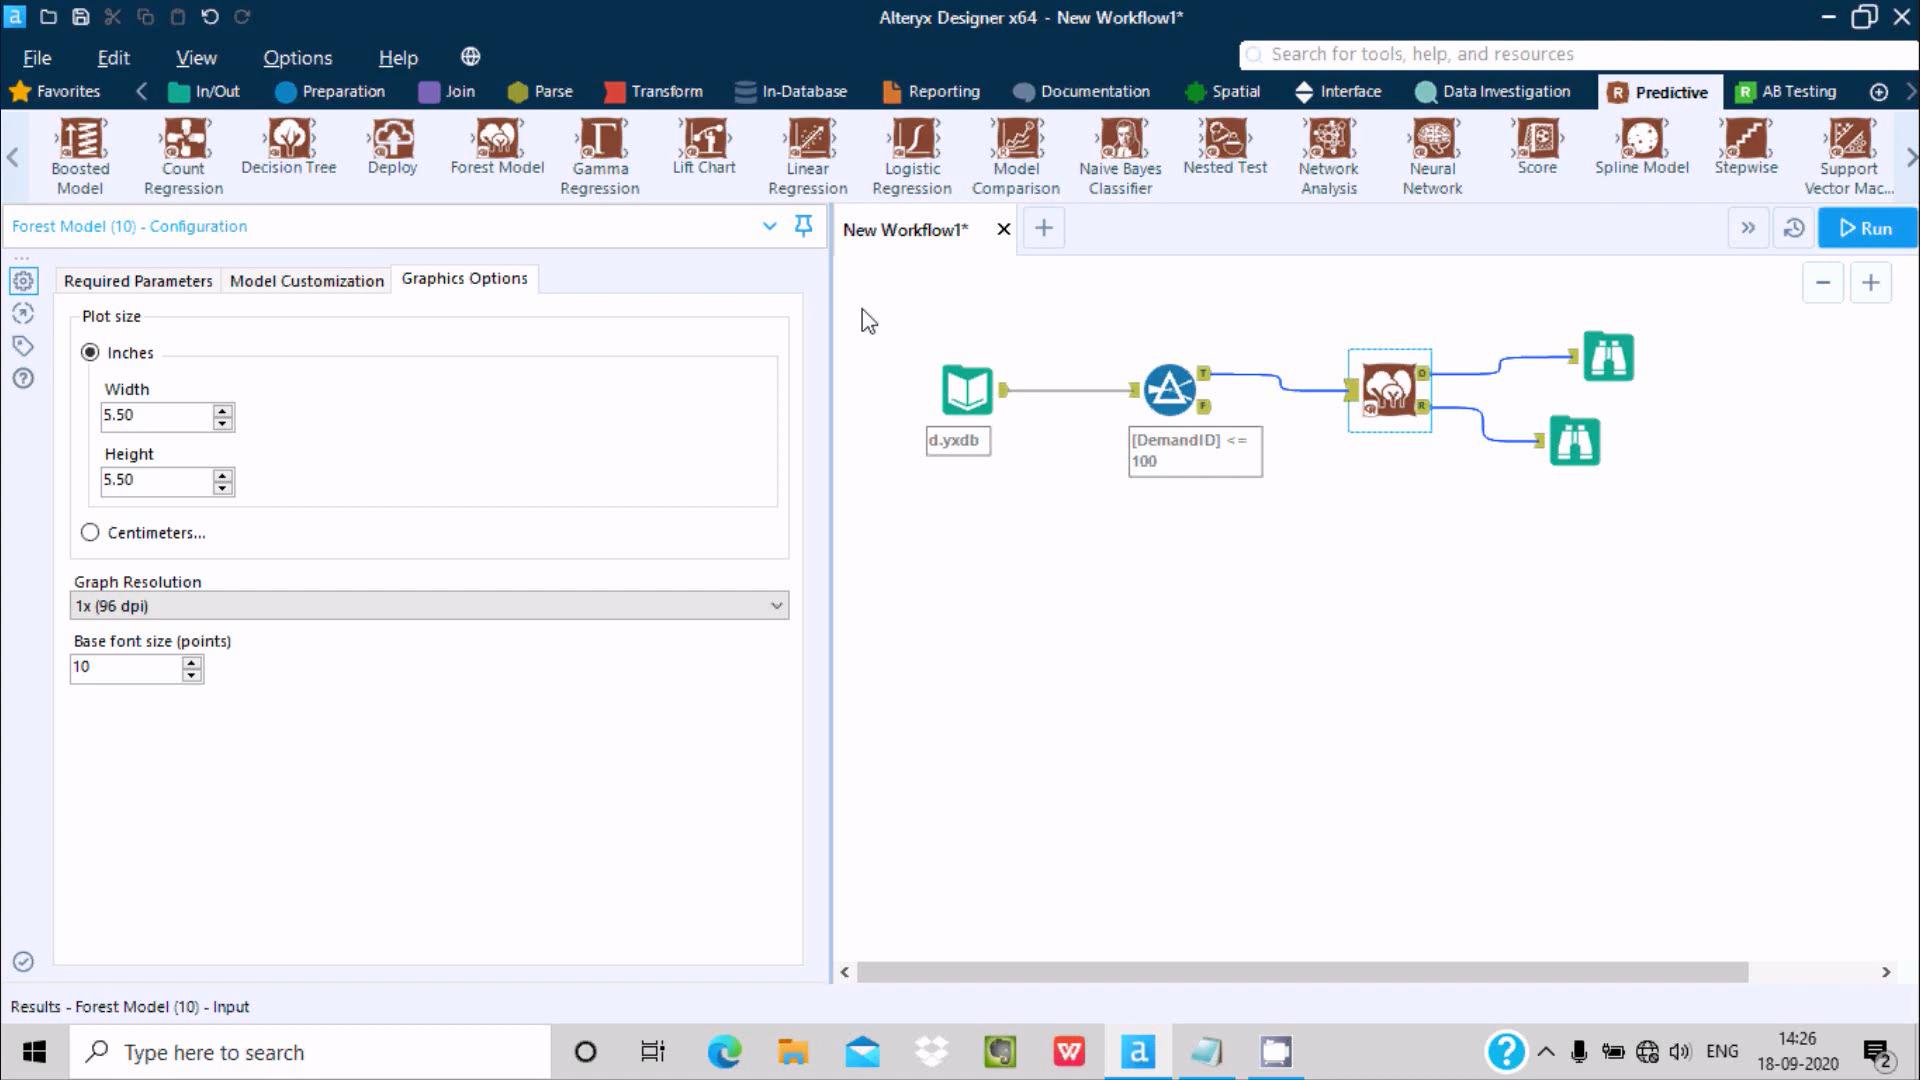 Alteryx Designer x64 - New Workflow1*
File Edit View Options Help
Search for tools, help, and resources
Favorites In/Out Preparation Join Parse Transform In-Database Reporting Documentation Spatial Interface Data Investigation Predictive AB Testing
Boosted Model
Count Regression
Decision Tree
Deploy
Forest Model
Gamma Regression
Lift Chart
Linear Regression
Logistic Regression
Model Comparison
Naive Bayes Classifier
Nested Test
Network Analysis
Neural Network
Score
Spline Model
Stepwise
Support Vector Mac...
Forest Model (10) - Configuration
New Workflow1*
Run
Required Parameters Model Customization Graphics Options
Plot size
Inches
Width
5.50
Height
5.50
Centimeters...
Graph Resolution
1x (96 dpi)
Base font size (points)
10
d.yxdb
T
F
[DemandID] <=
100
O
R
Results - Forest Model (10) - Input
Type here to search
ENG
14:26
18-09-2020
2